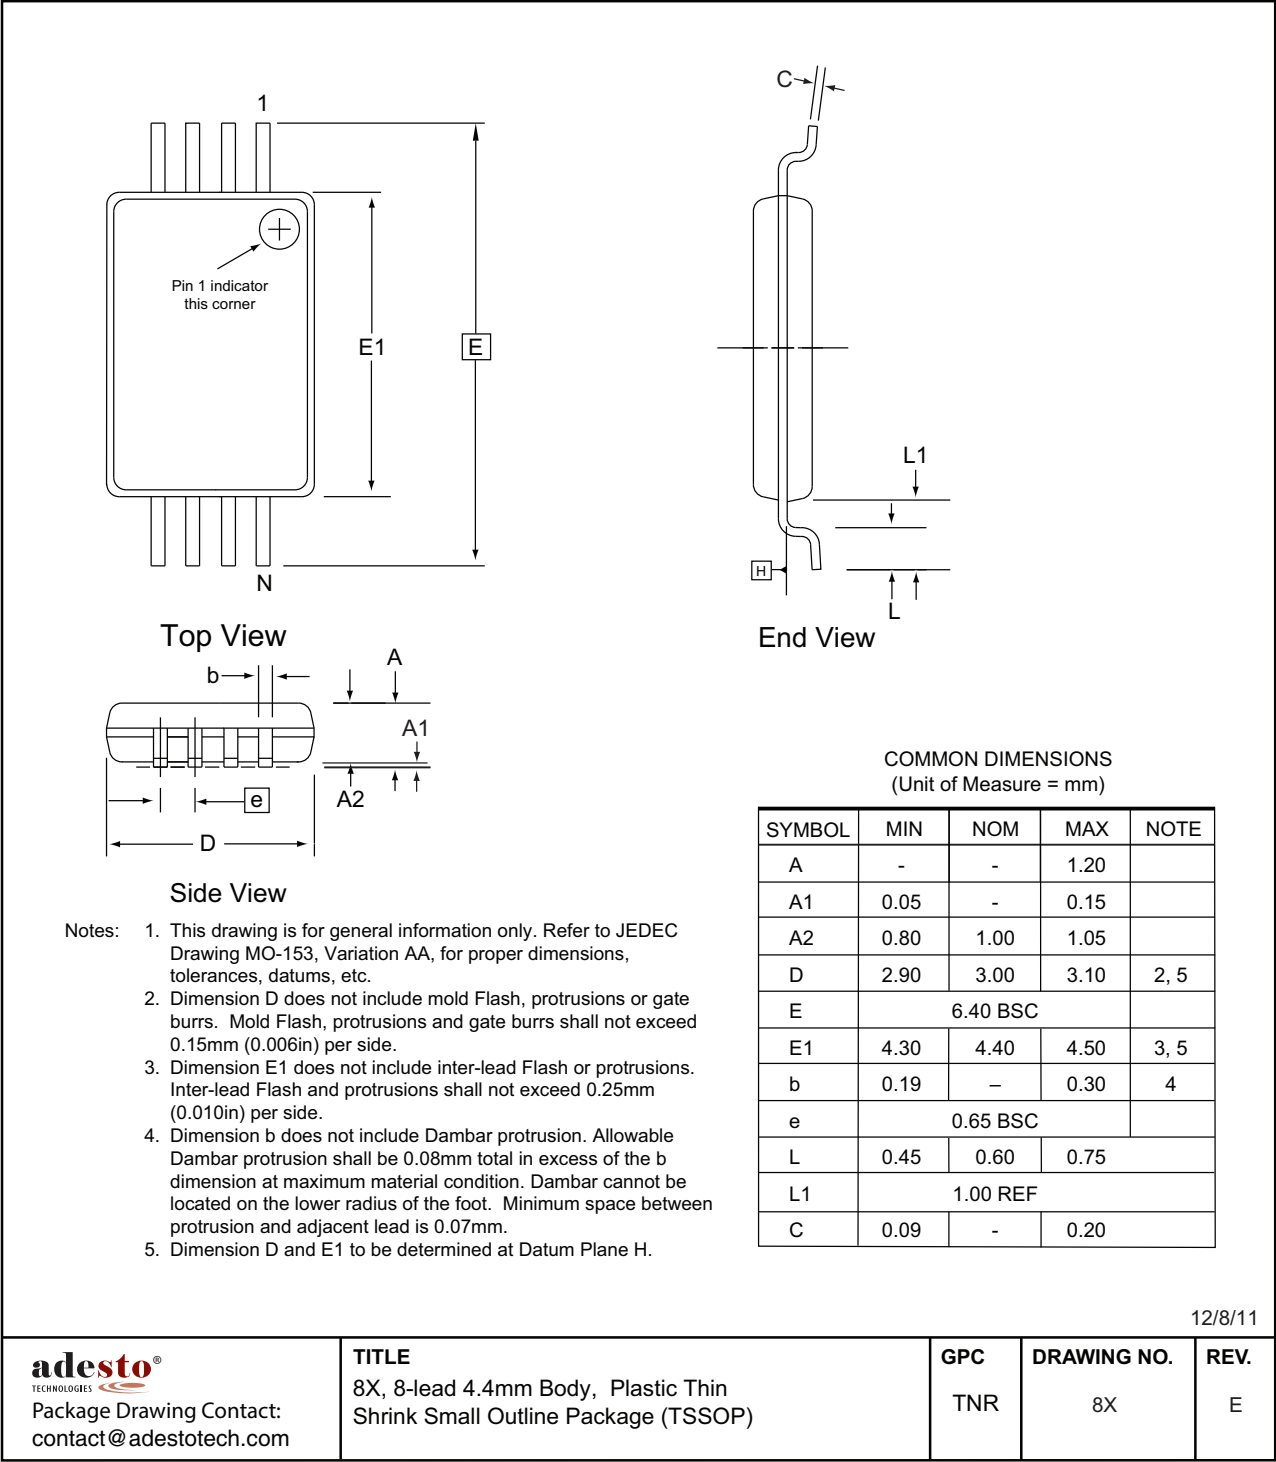 1
C
Pin 1 indicator
this corner
E1
E
L1
H
N
L
Top View
End View
b
A
A1
e
A2
D
Side View
COMMON DIMENSIONS
(Unit of Measure = mm)
SYMBOL MIN NOM MAX NOTE
A - - 1.20
A1 0.05 - 0.15
A2 0.80 1.00 1.05
D 2.90 3.00 3.10 2, 5
E 6.40 BSC
E1 4.30 4.40 4.50 3, 5
b 0.19 – 0.30 4
e 0.65 BSC
L 0.45 0.60 0.75
L1 1.00 REF
C 0.09 - 0.20
Notes: 1. This drawing is for general information only. Refer to JEDEC
Drawing MO-153, Variation AA, for proper dimensions,
tolerances, datums, etc.
2. Dimension D does not include mold Flash, protrusions or gate
burrs. Mold Flash, protrusions and gate burrs shall not exceed
0.15mm (0.006in) per side.
3. Dimension E1 does not include inter-lead Flash or protrusions.
Inter-lead Flash and protrusions shall not exceed 0.25mm
(0.010in) per side.
4. Dimension b does not include Dambar protrusion. Allowable
Dambar protrusion shall be 0.08mm total in excess of the b
dimension at maximum material condition. Dambar cannot be
located on the lower radius of the foot. Minimum space between
protrusion and adjacent lead is 0.07mm.
5. Dimension D and E1 to be determined at Datum Plane H.
12/8/11
adesto®
TECHNOLOGIES
Package Drawing Contact:
contact@adestotech.com
TITLE
8X, 8-lead 4.4mm Body, Plastic Thin
Shrink Small Outline Package (TSSOP)
GPC
TNR
DRAWING NO.
8X
REV.
E